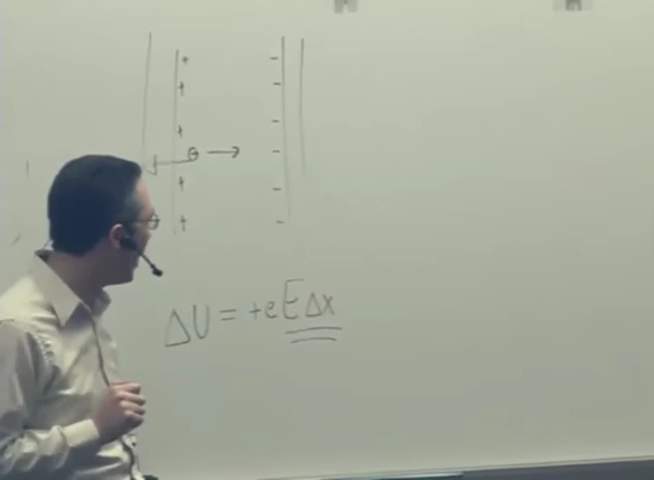 + -
+ -
+ -
⊖ → -
+ -
+ -
ΔU = +eEΔx